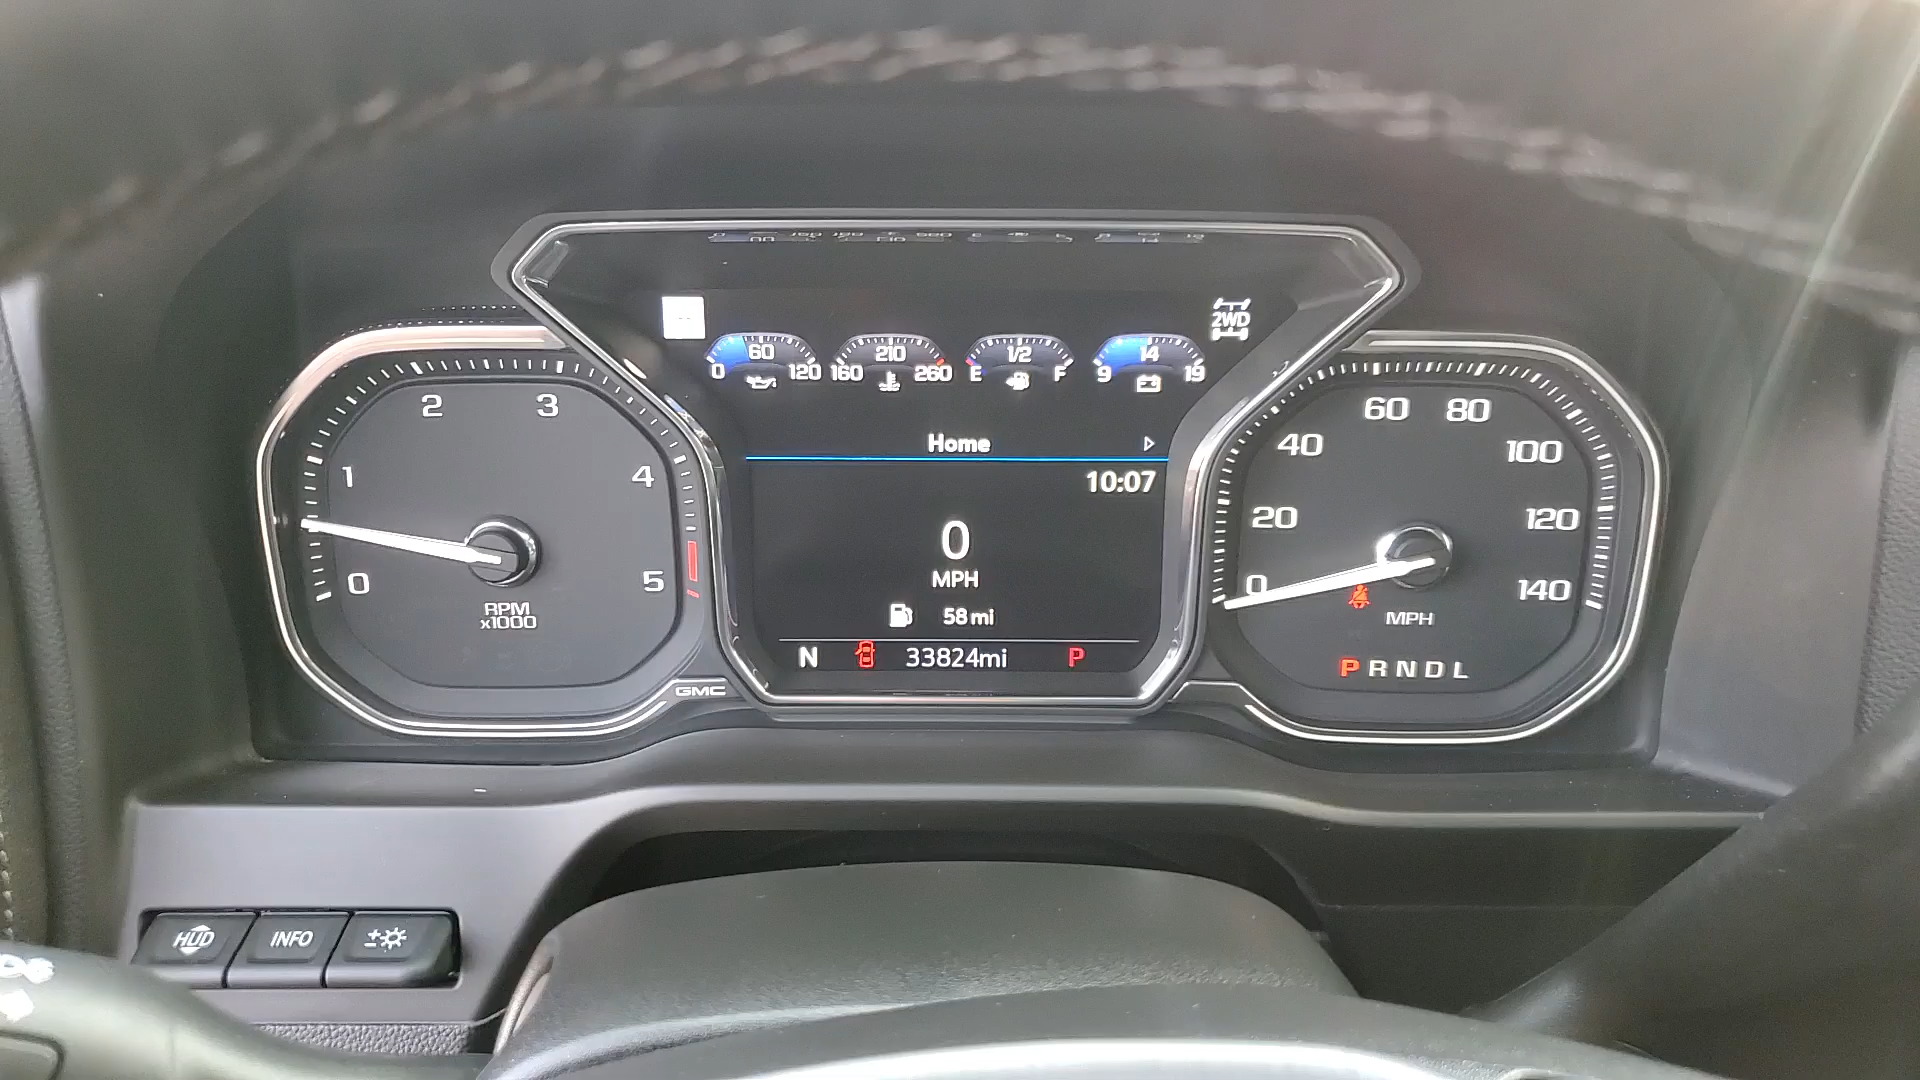 2WD
60 210 1/2 14
0 120 160 260 E F 9 19
Home
10:07
0
MPH
58 mi
N 33824mi P
0 1 2 3 4 5
RPM
x1000
GMC
0 20 40 60 80 100 120 140
MPH
PRNDL
HUD INFO